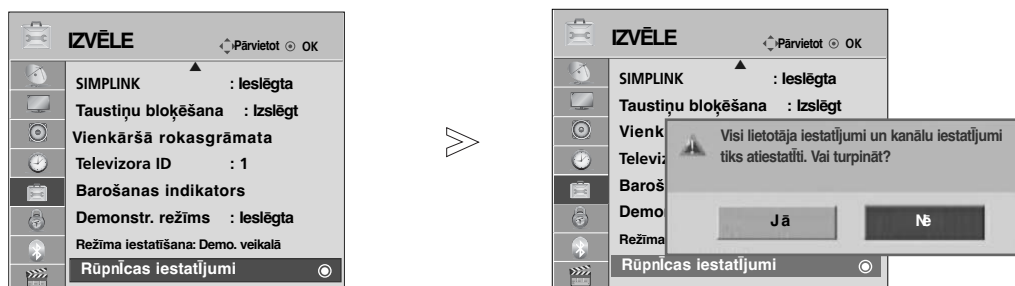 IZVĒLE
Pārvietot OK
SIMPLINK : Ieslēgta
Taustiņu bloķēšana : Izslēgt
Vienkāršā rokasgrāmata
Televizora ID : 1
Barošanas indikators
Demonstr. režīms : Ieslēgta
Režīma iestatīšana: Demo. veikalā
Rūpnīcas iestatījumi
IZVĒLE
Pārvietot OK
SIMPLINK : Ieslēgta
Taustiņu bloķēšana : Izslēgt
Vienk
Televiz
Baroš
Demo
Režīma
Rūpnīcas iestatījumi
Visi lietotāja iestatījumi un kanālu iestatījumi
tiks atiestatīti. Vai turpināt?
Jā Nē